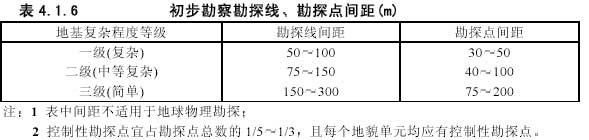 表 4.1.6 初步勘察勘探线、勘探点间距(m)
地基复杂程度等级 勘探线间距 勘探点间距
一级(复杂) 50～100 30～50
二级(中等复杂) 75～150 40～100
三级(简单) 150～300 75～200
注：1 表中间距不适用于地球物理勘探；
2 控制性勘探点宜占勘探点总数的 1/5～1/3，且每个地貌单元均应有控制性勘探点。